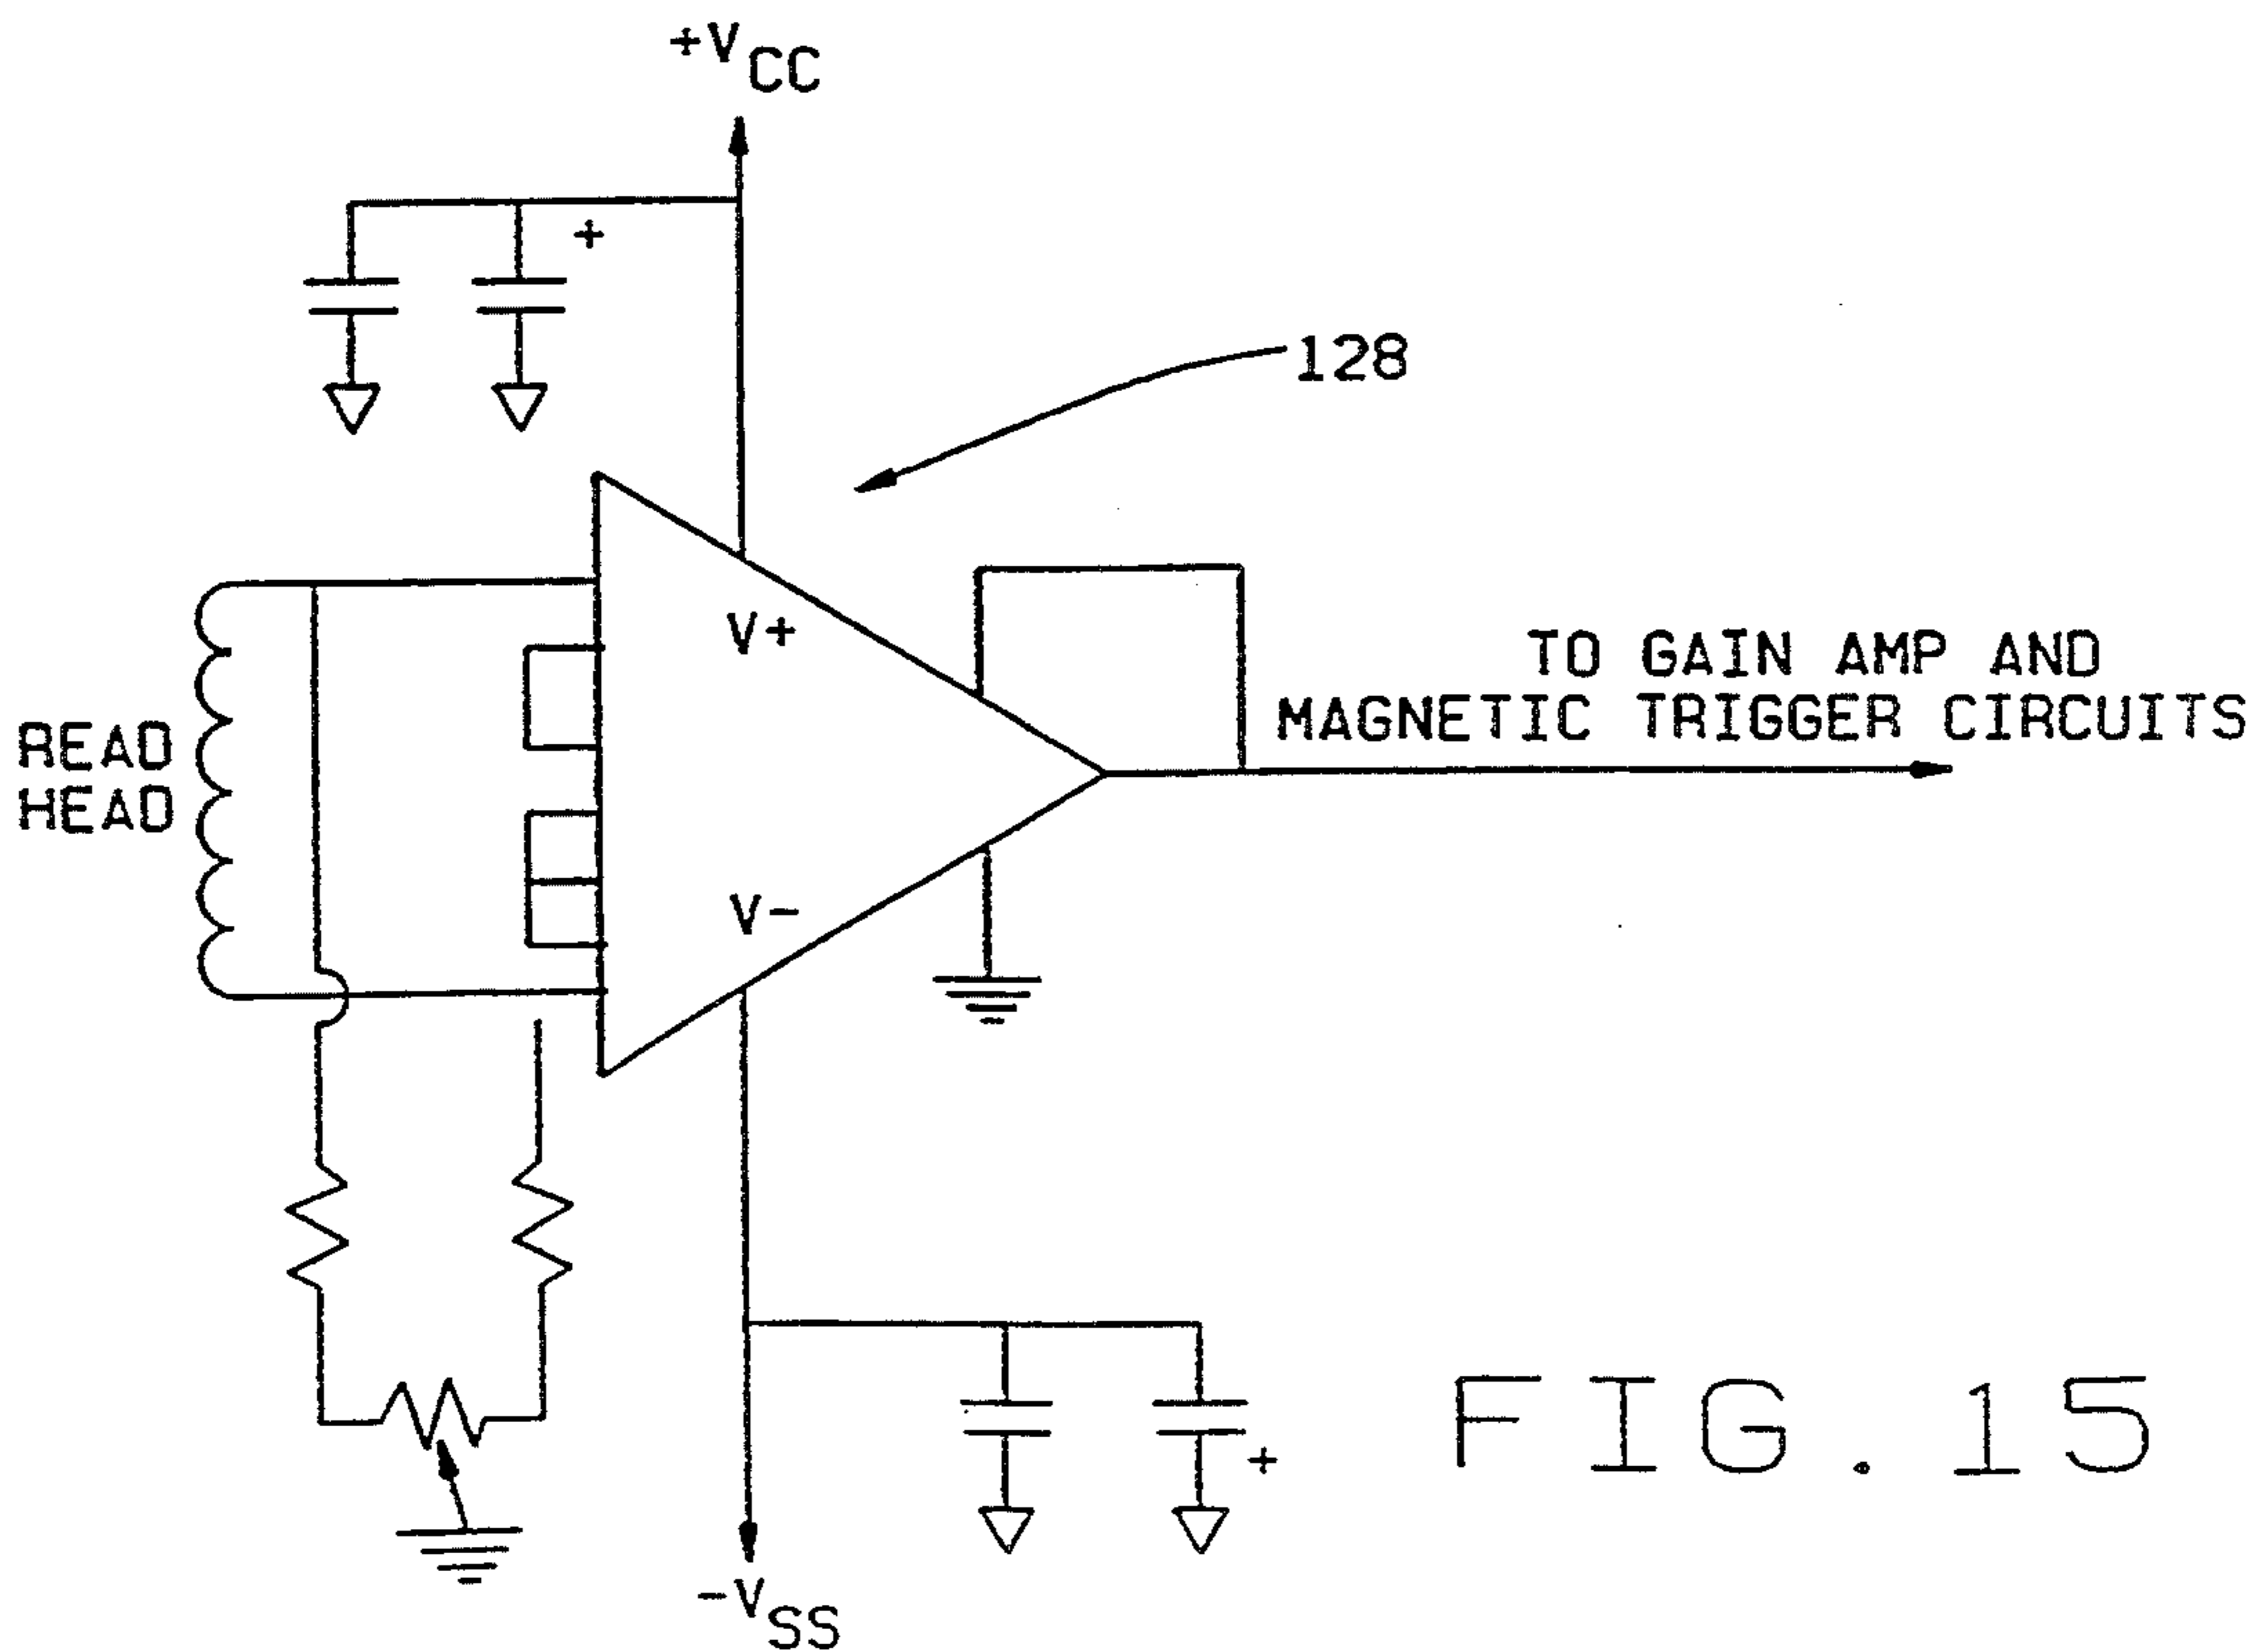 +VCC
+
128
V+
TO GAIN AMP AND
MAGNETIC TRIGGER CIRCUITS
READ
HEAD
V-
+
FIG.15
-VSS